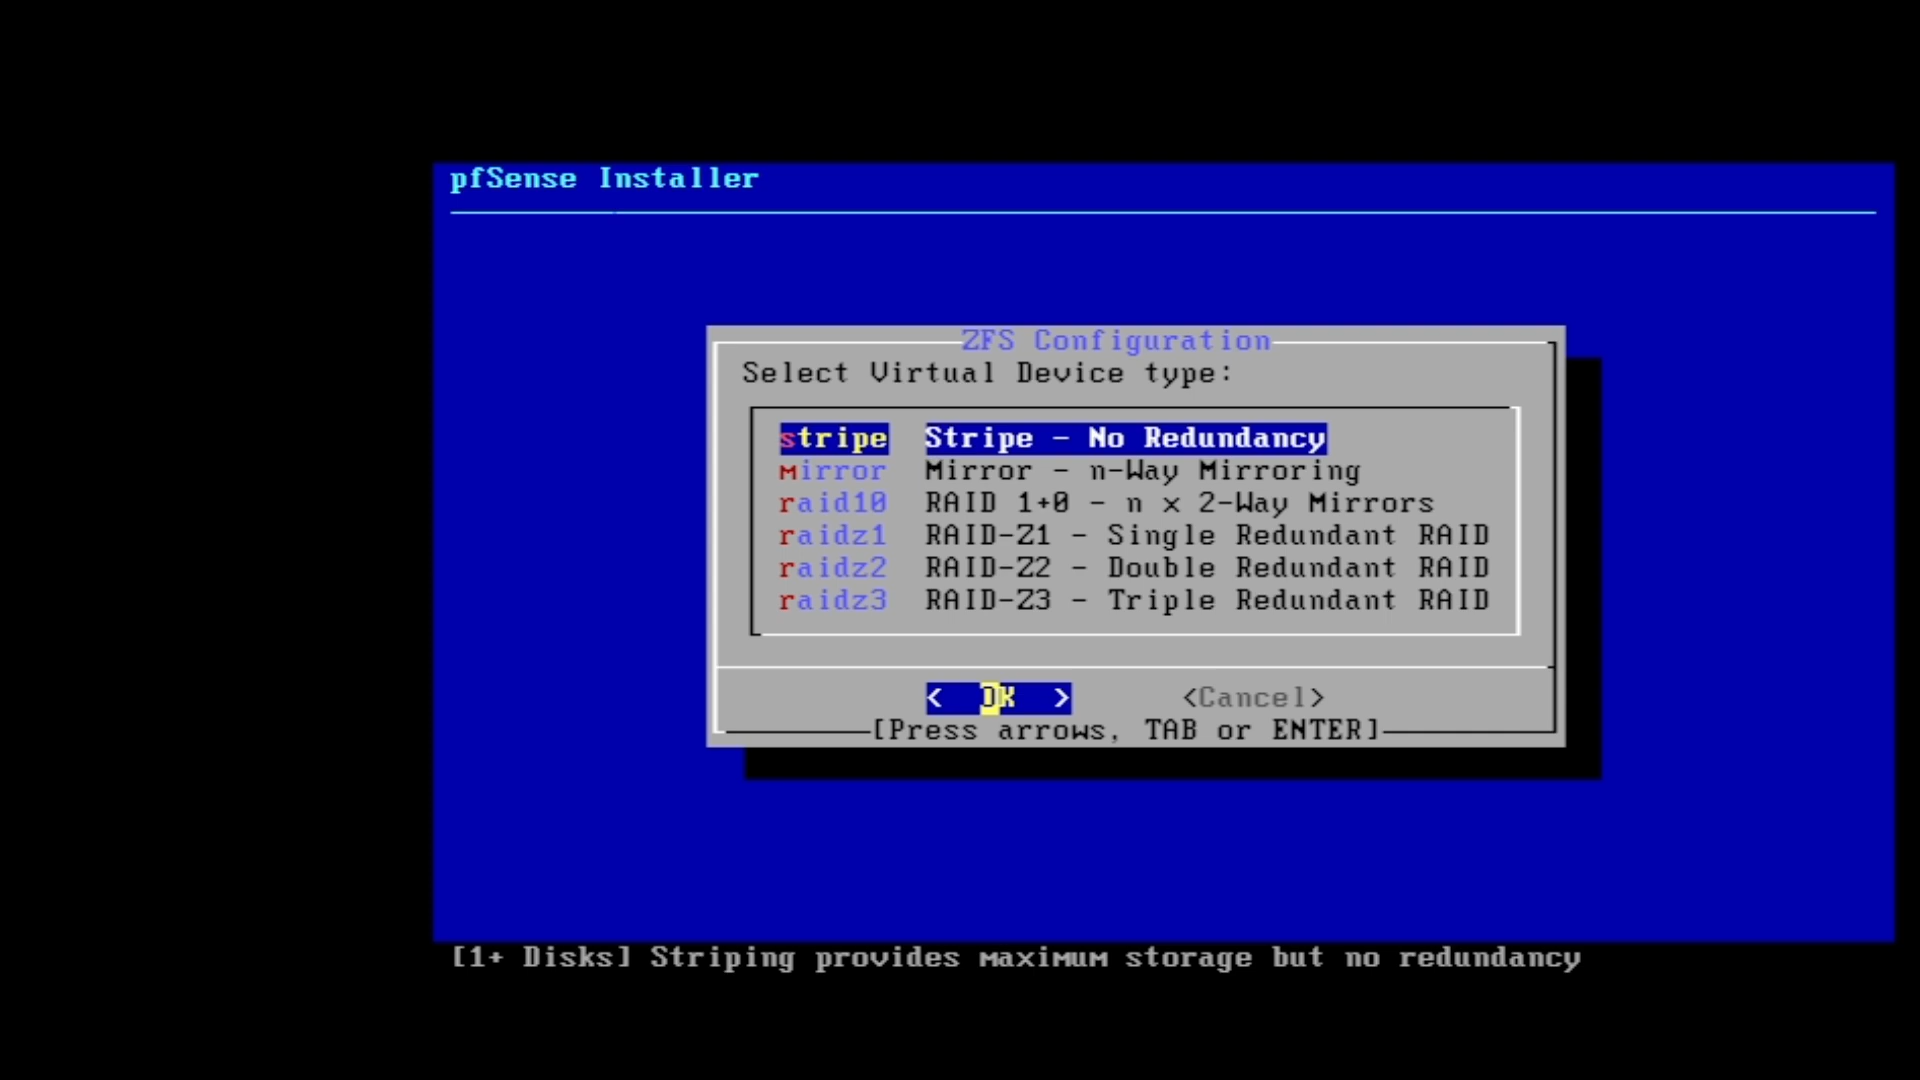 pfSense Installer
ZFS Configuration
Select Virtual Device type:
stripe Stripe - No Redundancy
mirror Mirror - n-Way Mirroring
raid10 RAID 1+0 - n x 2-Way Mirrors
raidz1 RAID-Z1 - Single Redundant RAID
raidz2 RAID-Z2 - Double Redundant RAID
raidz3 RAID-Z3 - Triple Redundant RAID
< OK > <Cancel>
[Press arrows, TAB or ENTER]
[1+ Disks] Striping provides maximum storage but no redundancy